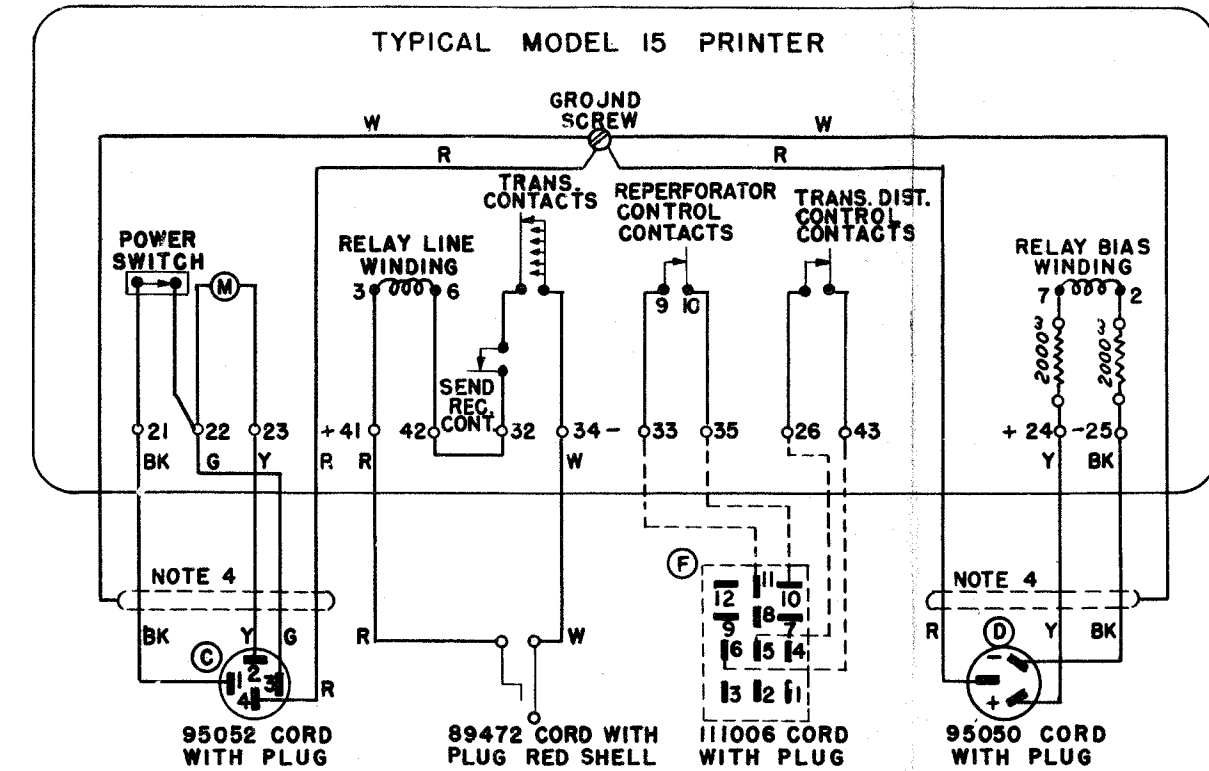 TYPICAL MODEL 15 PRINTER
GROJND
SCREW
W
W
R
R
TRANS.
CONTACTS
REPERFORATOR
CONTROL
CONTACTS
TRANS. DIST.
CONTROL
CONTACTS
POWER
SWITCH
M
RELAY LINE
WINDING
3
6
9 10
RELAY BIAS
WINDING
7
2
2000ω
2000ω
SEND
REC.
CONT.
21
22
23
+41
42
32
34-
33
35
26
43
+24
-25
BK
G
Y
R
R
W
Y
BK
NOTE 4
NOTE 4
F
12
11
10
9
8
7
6
5
4
3
2
1
BK
Y
G
R
W
R
D
Y
BK
C
1
2
3
4
R
-
+
95052 CORD
WITH PLUG
89472 CORD WITH
PLUG RED SHELL
111006 CORD
WITH PLUG
95050 CORD
WITH PLUG